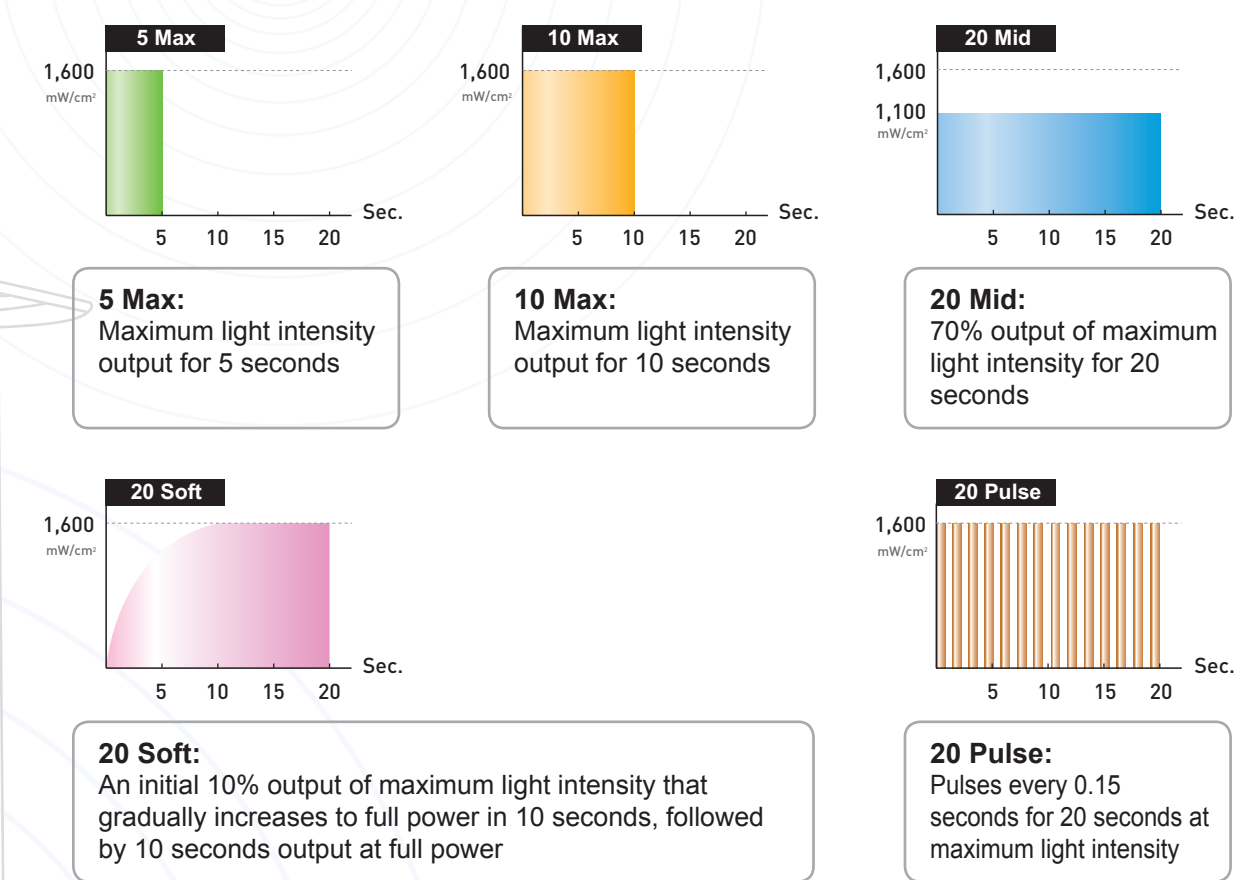 5 Max
1,600
mW/cm²
Sec.
5 10 15 20
10 Max
1,600
mW/cm²
Sec.
5 10 15 20
20 Mid
1,600
1,100
mW/cm²
Sec.
5 10 15 20
5 Max:
Maximum light intensity
output for 5 seconds
10 Max:
Maximum light intensity
output for 10 seconds
20 Mid:
70% output of maximum
light intensity for 20
seconds
20 Soft
1,600
mW/cm²
Sec.
5 10 15 20
20 Pulse
1,600
mW/cm²
Sec.
5 10 15 20
20 Soft:
An initial 10% output of maximum light intensity that
gradually increases to full power in 10 seconds, followed
by 10 seconds output at full power
20 Pulse:
Pulses every 0.15
seconds for 20 seconds at
maximum light intensity